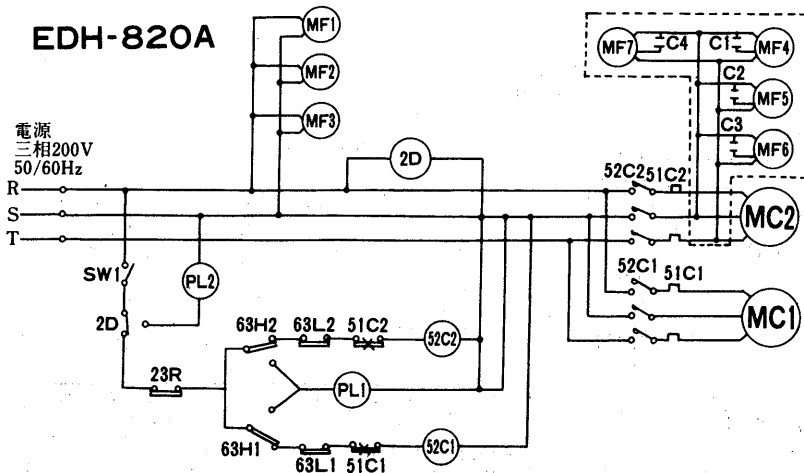 EDH-820A
MF1
MF2
MF3
MF7
C4
C1
MF4
C2
MF5
C3
MF6
電源
三相200V
50/60Hz
2D
R
S
T
52C2
51C2
MC2
SW1
PL2
2D
52C1
51C1
MC1
63H2
63L2
51C2
52C2
23R
PL1
63H1
63L1
51C1
52C1